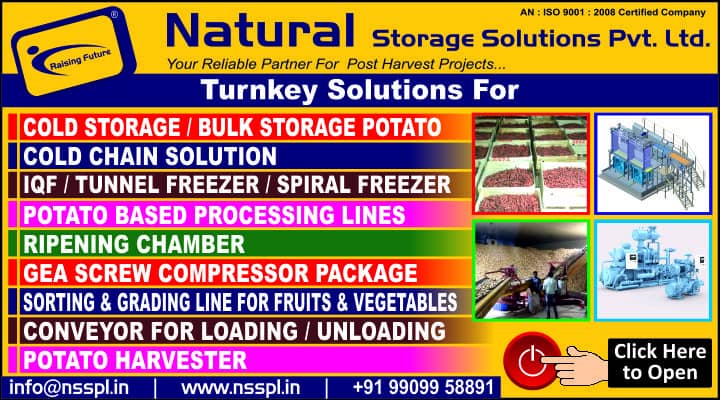 AN : ISO 9001 : 2008 Certified Company
Raising Future
®
Natural Storage Solutions Pvt. Ltd.
Your Reliable Partner For Post Harvest Projects...
Turnkey Solutions For
COLD STORAGE / BULK STORAGE POTATO
COLD CHAIN SOLUTION
IQF / TUNNEL FREEZER / SPIRAL FREEZER
POTATO BASED PROCESSING LINES
RIPENING CHAMBER
GEA SCREW COMPRESSOR PACKAGE
SORTING & GRADING LINE FOR FRUITS & VEGETABLES
CONVEYOR FOR LOADING / UNLOADING
POTATO HARVESTER
Click Here
to Open
info@nsspl.in | www.nsspl.in | +91 99099 58891